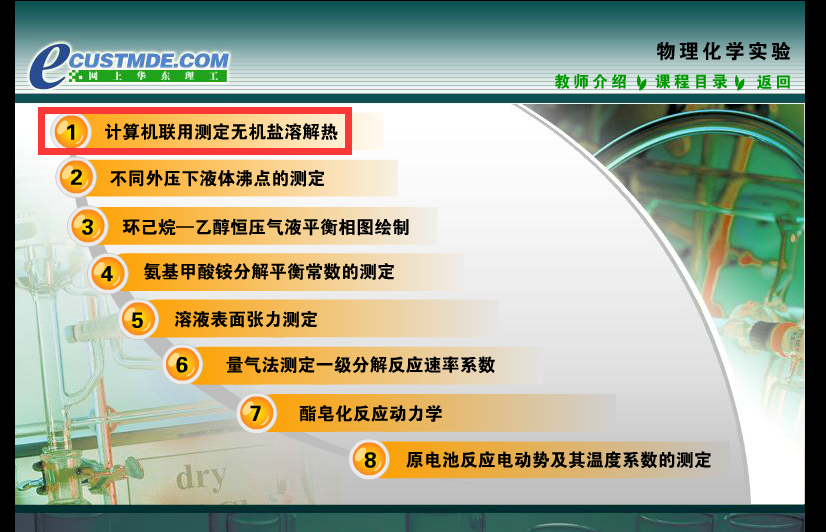 eCUSTMDE.COM
网上华东理工
物理化学实验
教师介绍 课程目录 返回
1 计算机联用测定无机盐溶解热
2 不同外压下液体沸点的测定
3 环己烷—乙醇恒压气液平衡相图绘制
4 氨基甲酸铵分解平衡常数的测定
5 溶液表面张力测定
6 量气法测定一级分解反应速率系数
7 酯皂化反应动力学
8 原电池反应电动势及其温度系数的测定
dry